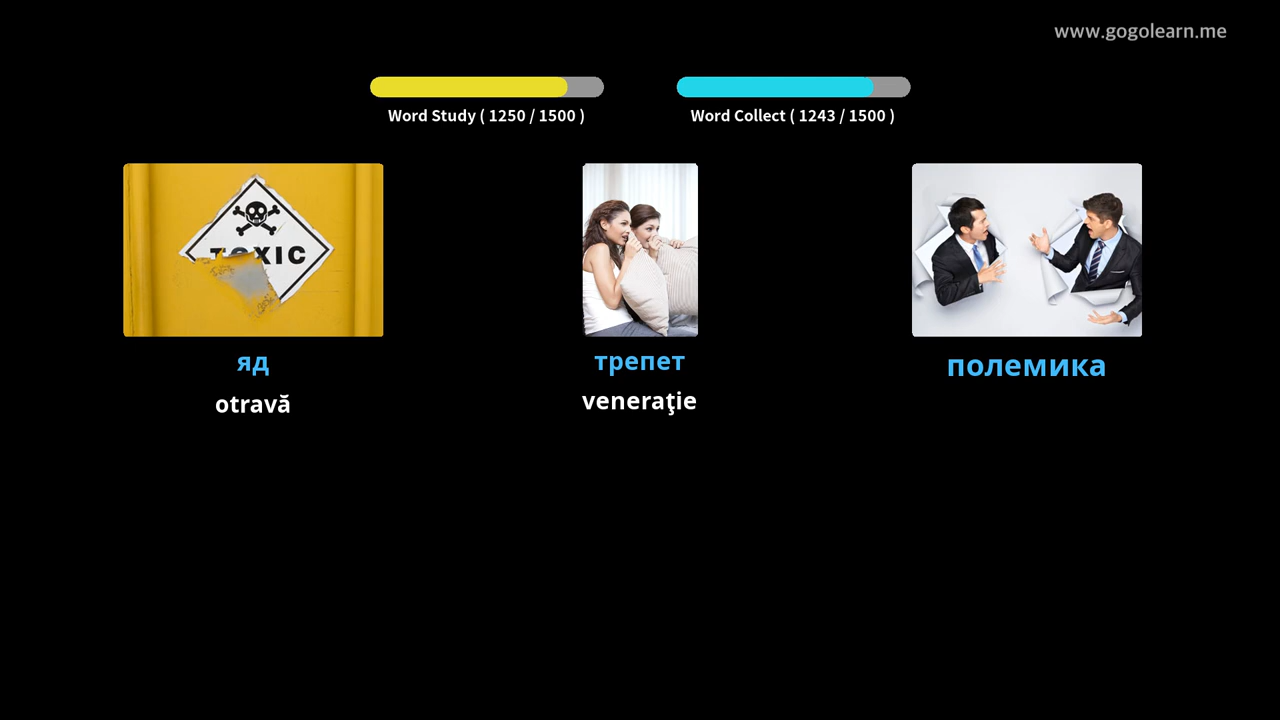 www.gogolearn.me
Word Study ( 1250 / 1500 )
Word Collect ( 1243 / 1500 )
TOXIC
яд
трепет
полемика
otravă
veneraţie